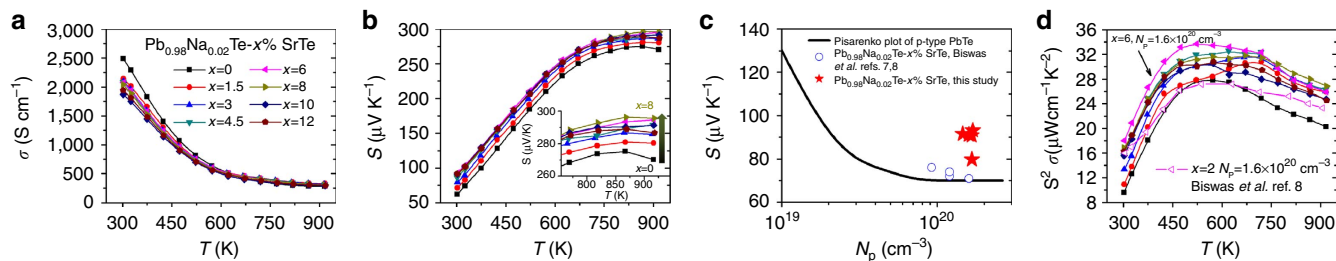 a
3,000
2,500
2,000
1,500
1,000
500
0
σ (S cm⁻¹)
Pb₀.₉₈Na₀.₀₂Te-x% SrTe
x=0
x=1.5
x=3
x=4.5
x=6
x=8
x=10
x=12
300 450 600 750 900
T (K)
b
300
250
200
150
100
50
S (μV K⁻¹)
300
280
260
S (μV/K)
x=8
x=0
800 900
T (K)
300 450 600 750 900
T (K)
c
140
120
100
80
60
S (μV K⁻¹)
Pisarenko plot of p-type PbTe
Pb₀.₉₈Na₀.₀₂Te-x% SrTe, Biswas
et al. refs. 7,8
Pb₀.₉₈Na₀.₀₂Te-x% SrTe, this study
10¹⁹ 10²⁰
Nₚ (cm⁻³)
d
36
32
28
24
20
16
12
8
S² σ (μWcm⁻¹K⁻²)
x=6, Nₚ=1.6×10²⁰ cm⁻³
x=2 Nₚ=1.6×10²⁰ cm⁻³
Biswas et al. ref. 8
300 450 600 750 900
T (K)